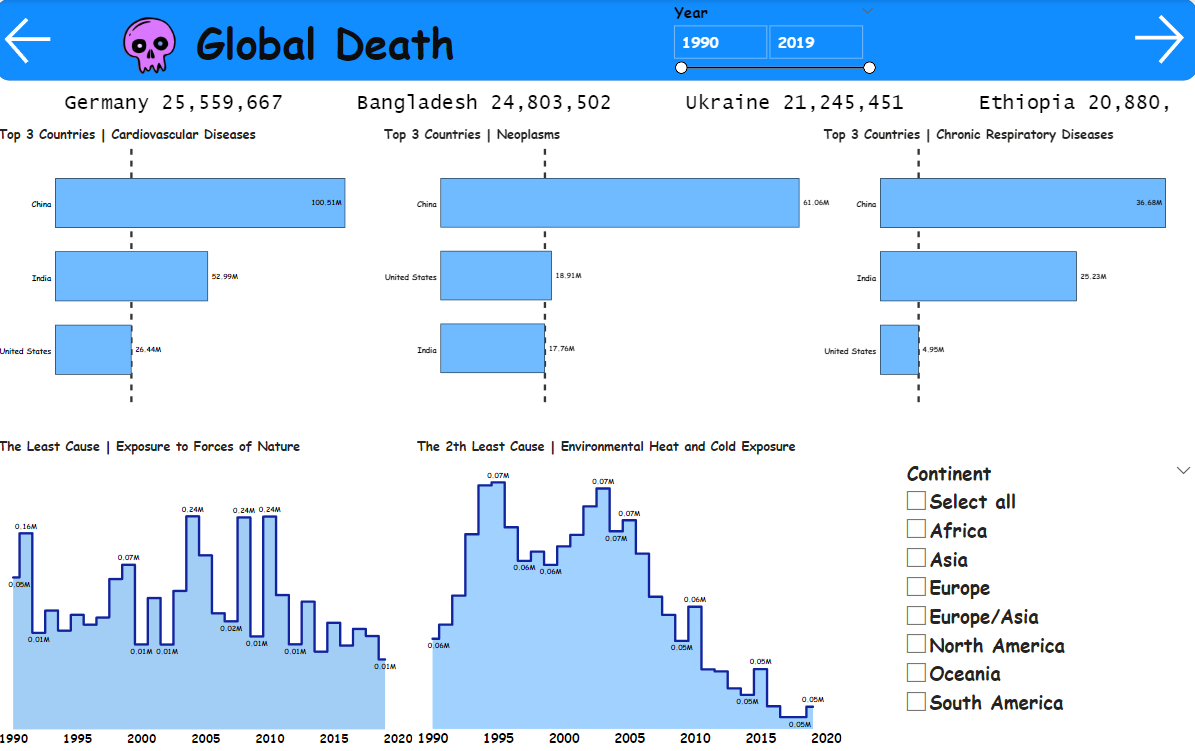 Year
Global Death
1990 2019
Germany 25,559,667 Bangladesh 24,803,502 Ukraine 21,245,451 Ethiopia 20,880,
Top 3 Countries | Cardiovascular Diseases
China 100.51M
India 52.99M
United States 26.44M
Top 3 Countries | Neoplasms
China 61.06M
United States 18.91M
India 17.76M
Top 3 Countries | Chronic Respiratory Diseases
China 36.68M
India 25.23M
United States 4.95M
The Least Cause | Exposure to Forces of Nature
0.05M 0.16M 0.01M 0.07M 0.01M 0.01M 0.24M 0.02M 0.24M 0.01M 0.24M 0.01M 0.01M
1990 1995 2000 2005 2010 2015 2020
The 2th Least Cause | Environmental Heat and Cold Exposure
0.06M 0.07M 0.06M 0.06M 0.07M 0.07M 0.07M 0.05M 0.06M 0.05M 0.05M 0.05M 0.05M
1990 1995 2000 2005 2010 2015 2020
Continent
Select all
Africa
Asia
Europe
Europe/Asia
North America
Oceania
South America